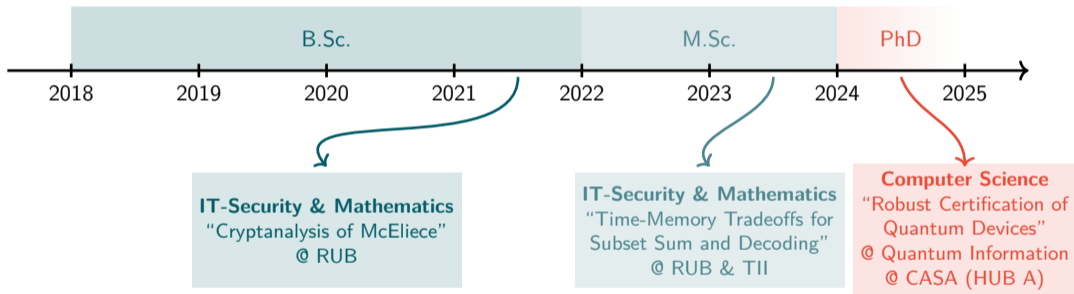 B.Sc.
M.Sc.
PhD
2018
2019
2020
2021
2022
2023
2024
2025
IT-Security & Mathematics
“Cryptanalysis of McEliece”
@ RUB
IT-Security & Mathematics
“Time-Memory Tradeoffs for
Subset Sum and Decoding”
@ RUB & TII
Computer Science
“Robust Certification of
Quantum Devices”
@ Quantum Information
@ CASA (HUB A)